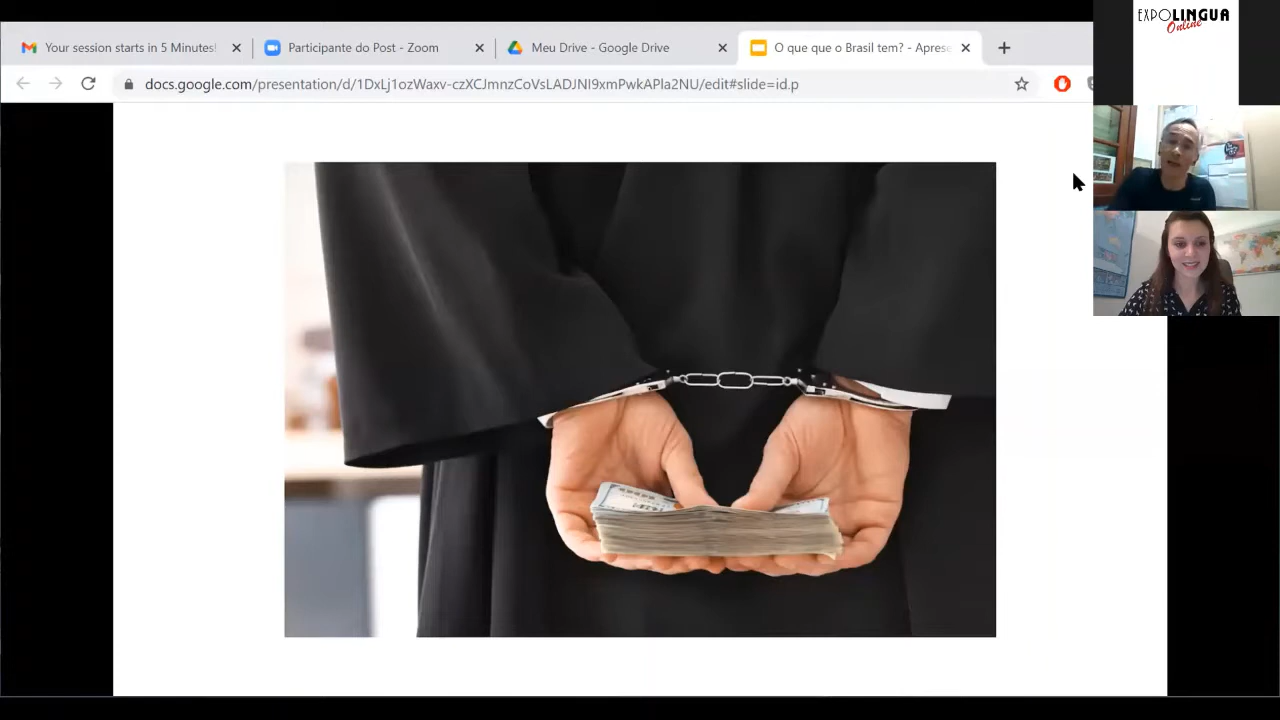 EXPOLINGUA
Online
Your session starts in 5 Minutes!
Participante do Post - Zoom
Meu Drive - Google Drive
O que que o Brasil tem? - Aprese
docs.google.com/presentation/d/1DxLj1ozWaxv-czXCJmnzCoVsLADJNI9xmPwkAPla2NU/edit#slide=id.p